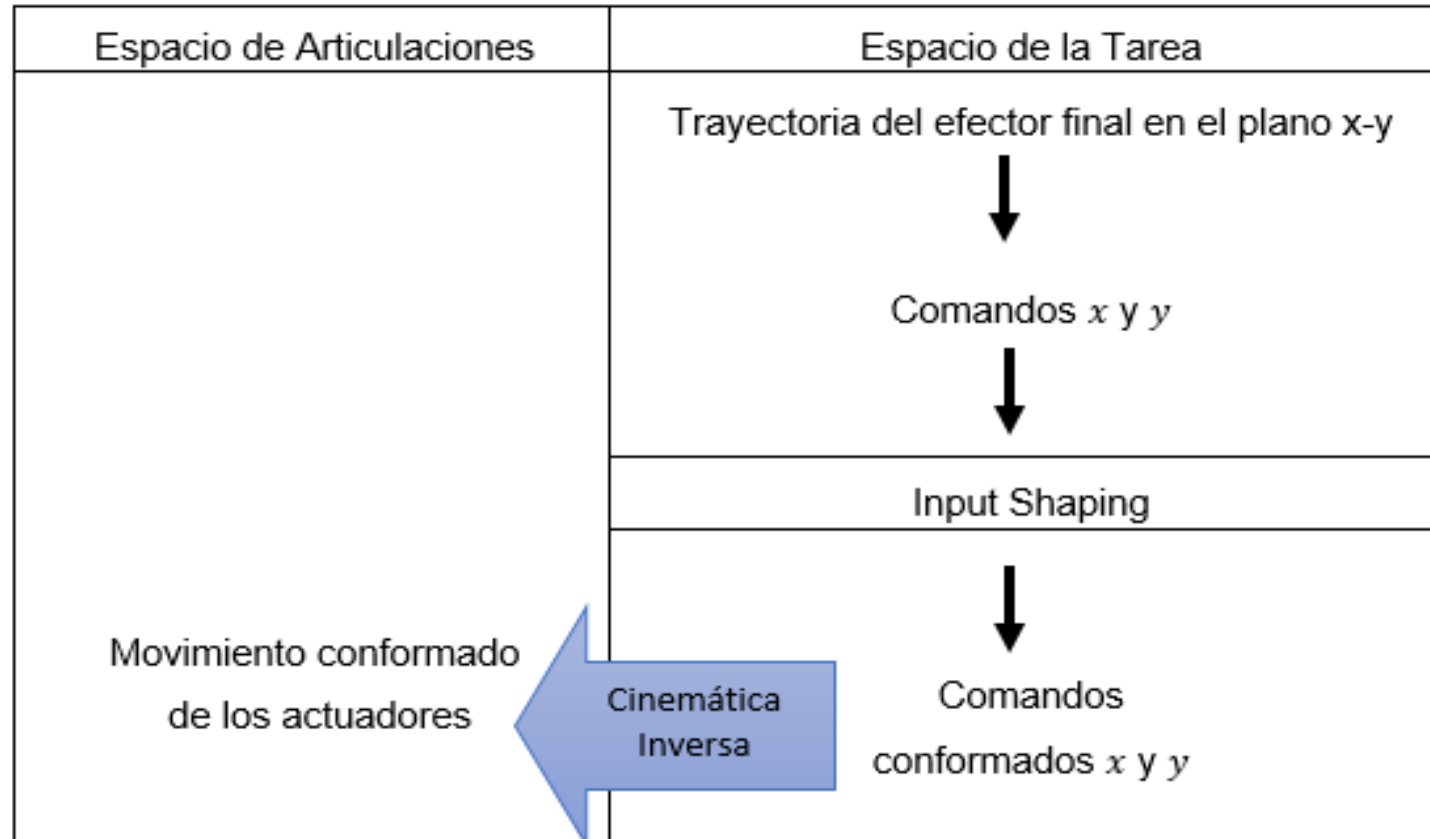 Espacio de Articulaciones
Espacio de la Tarea
Trayectoria del efector final en el plano x-y
Comandos x y y
Input Shaping
Movimiento conformado
de los actuadores
Cinemática
Inversa
Comandos
conformados x y y